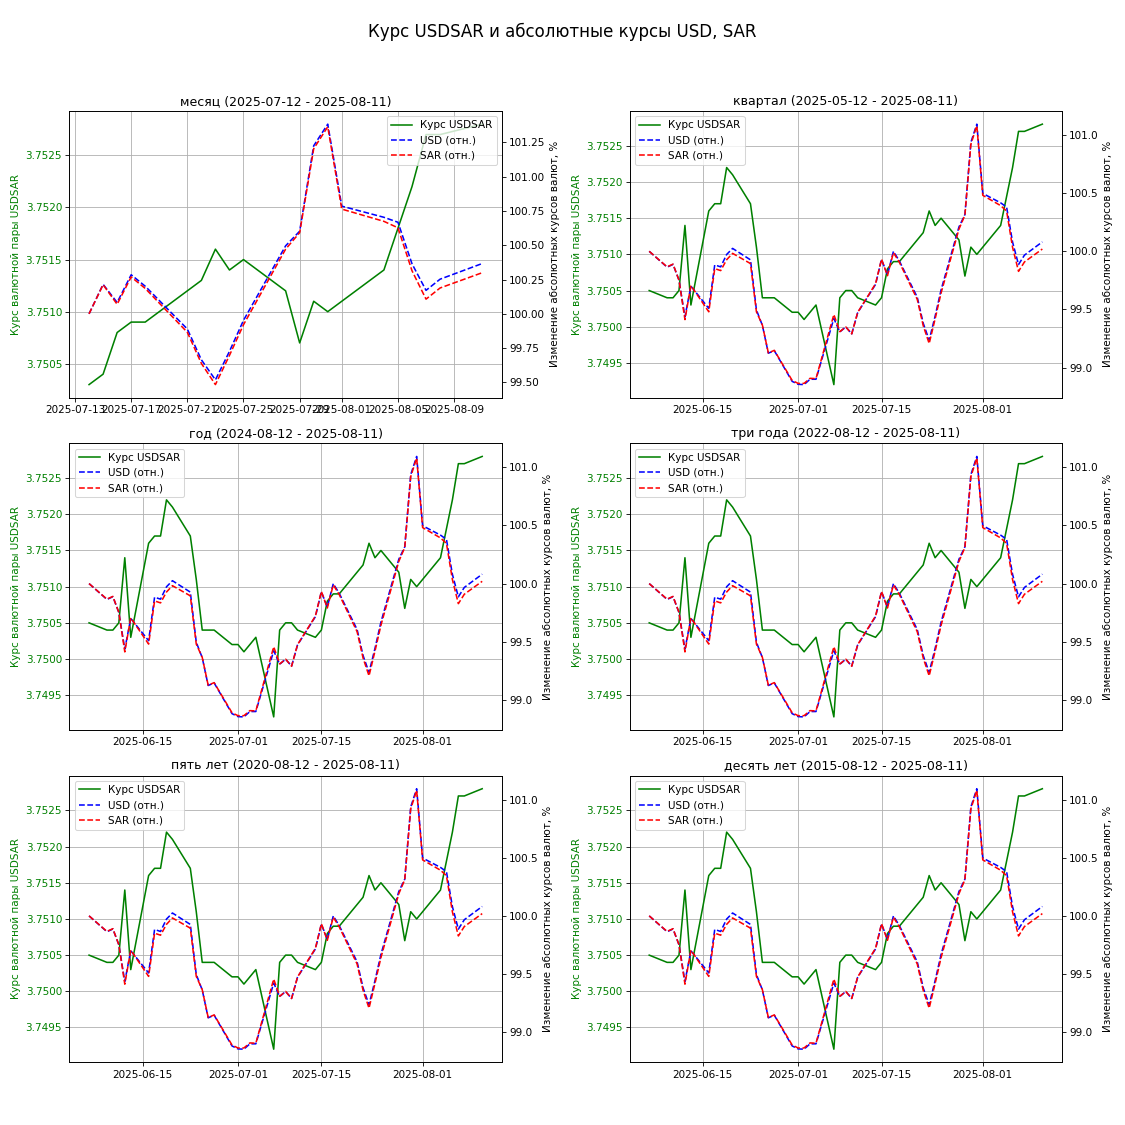 Курс USDSAR и абсолютные курсы USD, SAR
месяц (2025-07-12 - 2025-08-11)
Курс валютной пары USDSAR
3.7525
3.7520
3.7515
3.7510
3.7505
Курс USDSAR
USD (отн.)
SAR (отн.)
101.25
101.00
100.75
100.50
100.25
100.00
99.75
99.50
Изменение абсолютных курсов валют, %
2025-07-13
2025-07-17
2025-07-21
2025-07-25
2025-07-29
2025-08-01
2025-08-05
2025-08-09
квартал (2025-05-12 - 2025-08-11)
Курс валютной пары USDSAR
3.7525
3.7520
3.7515
3.7510
3.7505
3.7500
3.7495
Курс USDSAR
USD (отн.)
SAR (отн.)
101.0
100.5
100.0
99.5
99.0
Изменение абсолютных курсов валют, %
2025-06-15
2025-07-01
2025-07-15
2025-08-01
год (2024-08-12 - 2025-08-11)
Курс валютной пары USDSAR
3.7525
3.7520
3.7515
3.7510
3.7505
3.7500
3.7495
Курс USDSAR
USD (отн.)
SAR (отн.)
101.0
100.5
100.0
99.5
99.0
Изменение абсолютных курсов валют, %
2025-06-15
2025-07-01
2025-07-15
2025-08-01
три года (2022-08-12 - 2025-08-11)
Курс валютной пары USDSAR
3.7525
3.7520
3.7515
3.7510
3.7505
3.7500
3.7495
Курс USDSAR
USD (отн.)
SAR (отн.)
101.0
100.5
100.0
99.5
99.0
Изменение абсолютных курсов валют, %
2025-06-15
2025-07-01
2025-07-15
2025-08-01
пять лет (2020-08-12 - 2025-08-11)
Курс валютной пары USDSAR
3.7525
3.7520
3.7515
3.7510
3.7505
3.7500
3.7495
Курс USDSAR
USD (отн.)
SAR (отн.)
101.0
100.5
100.0
99.5
99.0
Изменение абсолютных курсов валют, %
2025-06-15
2025-07-01
2025-07-15
2025-08-01
десять лет (2015-08-12 - 2025-08-11)
Курс валютной пары USDSAR
3.7525
3.7520
3.7515
3.7510
3.7505
3.7500
3.7495
Курс USDSAR
USD (отн.)
SAR (отн.)
101.0
100.5
100.0
99.5
99.0
Изменение абсолютных курсов валют, %
2025-06-15
2025-07-01
2025-07-15
2025-08-01